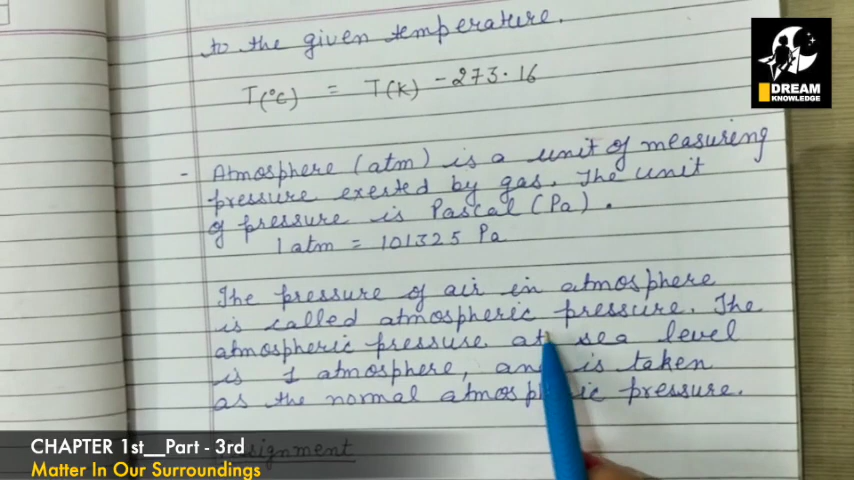 to the given temperature.
T(°C) = T(K) - 273.16
- Atmosphere (atm) is a unit of measuring
pressure exerted by gas. The unit
of pressure is Pascal (Pa).
1 atm = 101325 Pa
The pressure of air in atmosphere
is called atmospheric pressure. The
atmospheric pressure at sea level
is 1 atmosphere, and is taken
as the normal atmospheric pressure.
Assignment
DREAM
KNOWLEDGE
CHAPTER 1st__Part - 3rd
Matter In Our Surroundings